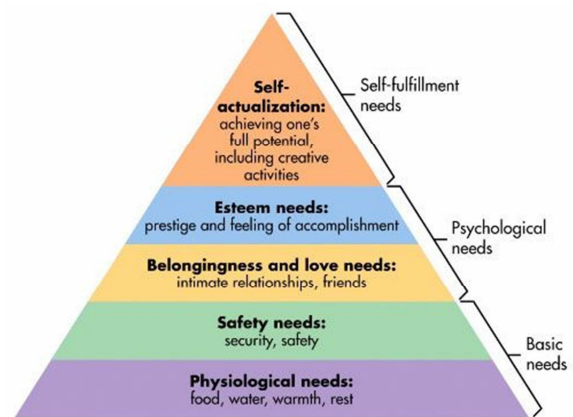 Self-
actualization:
achieving one's
full potential,
including creative
activities
Self-fulfillment
needs
Esteem needs:
prestige and feeling of accomplishment
Psychological
needs
Belongingness and love needs:
intimate relationships, friends
Safety needs:
security, safety
Basic
needs
Physiological needs:
food, water, warmth, rest